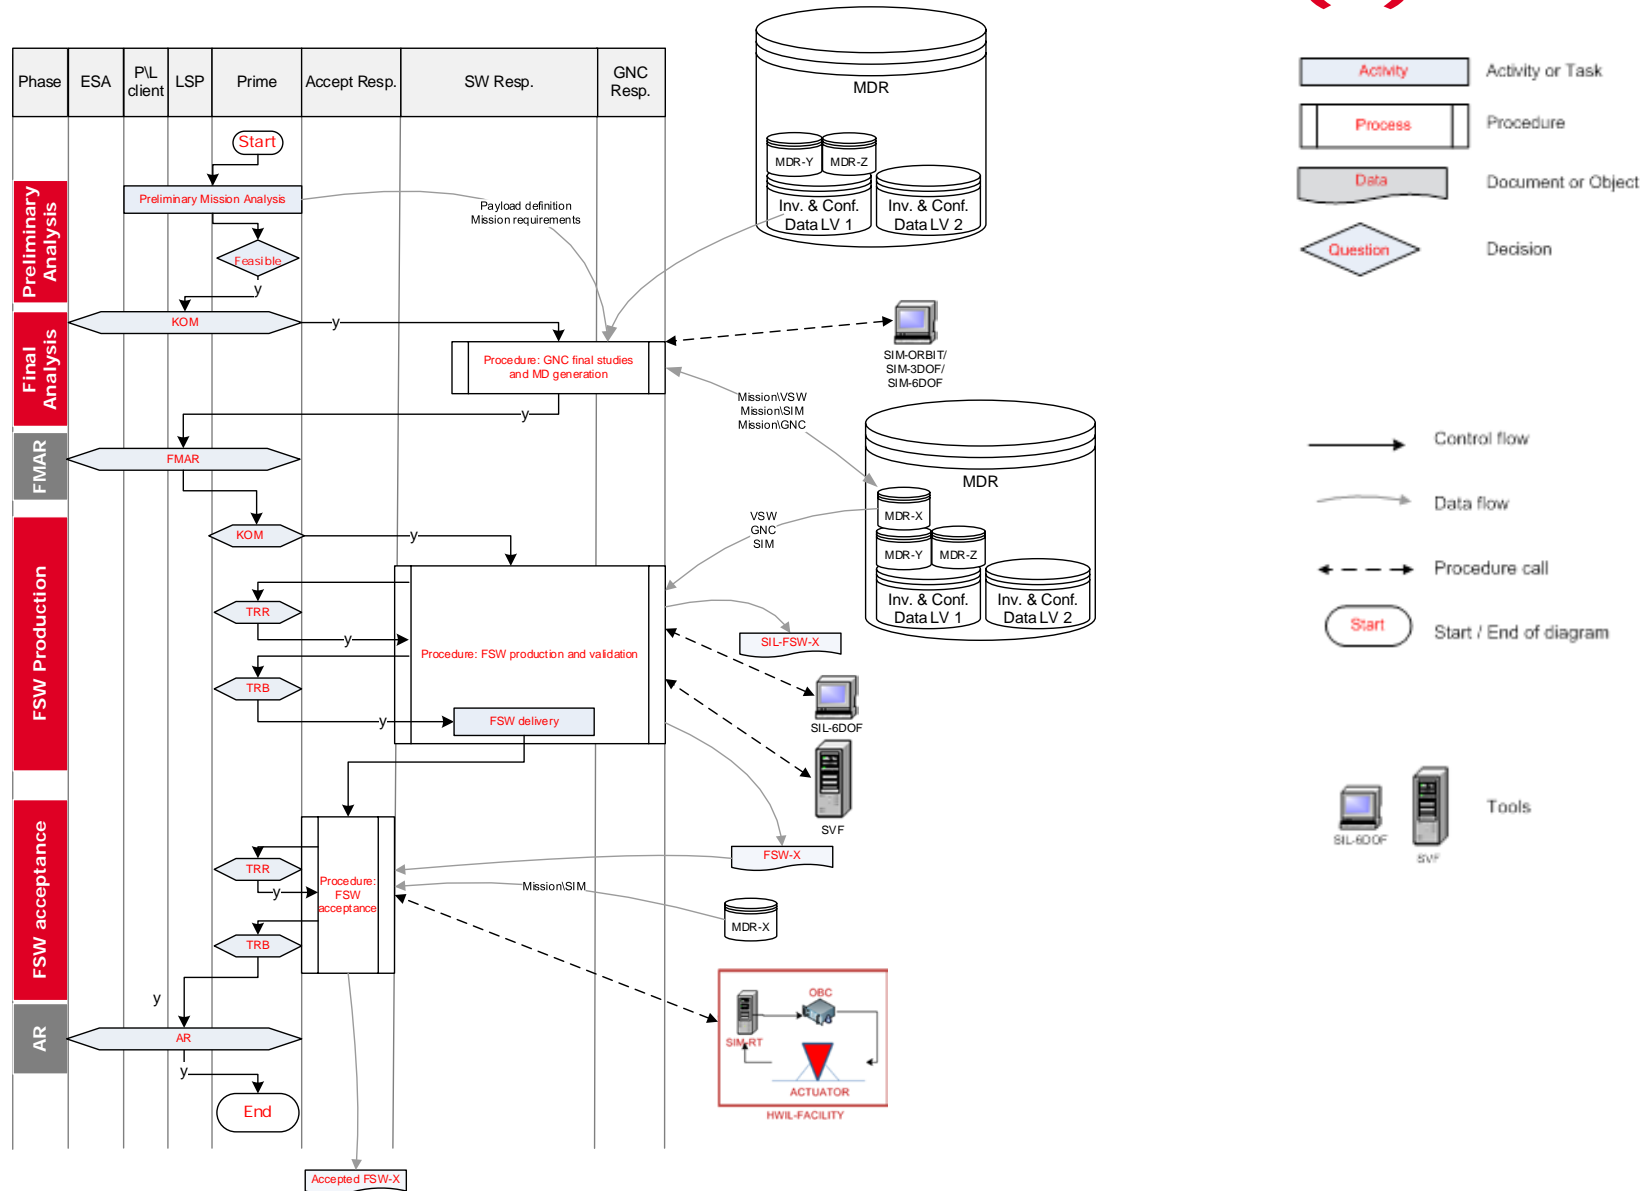 Phase
ESA
P\L
client
LSP
Prime
Accept Resp.
SW Resp.
GNC
Resp.
Preliminary
Analysis
Final
Analysis
FMAR
FSW Production
FSW acceptance
AR
Start
Preliminary Mission Analysis
Feasible
y
KOM
y
Payload definition
Mission requirements
Procedure: GNC final studies
and MD generation
y
FMAR
KOM
y
TRR
y
Procedure: FSW production and validation
TRB
y
FSW delivery
TRR
y
Procedure:
FSW
acceptance
TRB
y
AR
y
End
Accepted FSW-X
MDR
MDR-Y
MDR-Z
Inv. & Conf.
Data LV 1
Inv. & Conf.
Data LV 2
SIM-ORBIT/
SIM-3DOF/
SIM-6DOF
Mission\VSW
Mission\SIM
Mission\GNC
MDR
MDR-X
MDR-Y
MDR-Z
Inv. & Conf.
Data LV 1
Inv. & Conf.
Data LV 2
VSW
GNC
SIM
SIL-FSW-X
SIL-6DOF
SVF
FSW-X
Mission\SIM
MDR-X
OBC
SIM-RT
ACTUATOR
HWIL-FACILITY
Activity
Activity or Task
Process
Procedure
Data
Document or Object
Question
Decision
Control flow
Data flow
Procedure call
Start
Start / End of diagram
SIL-6DOF
SVF
Tools